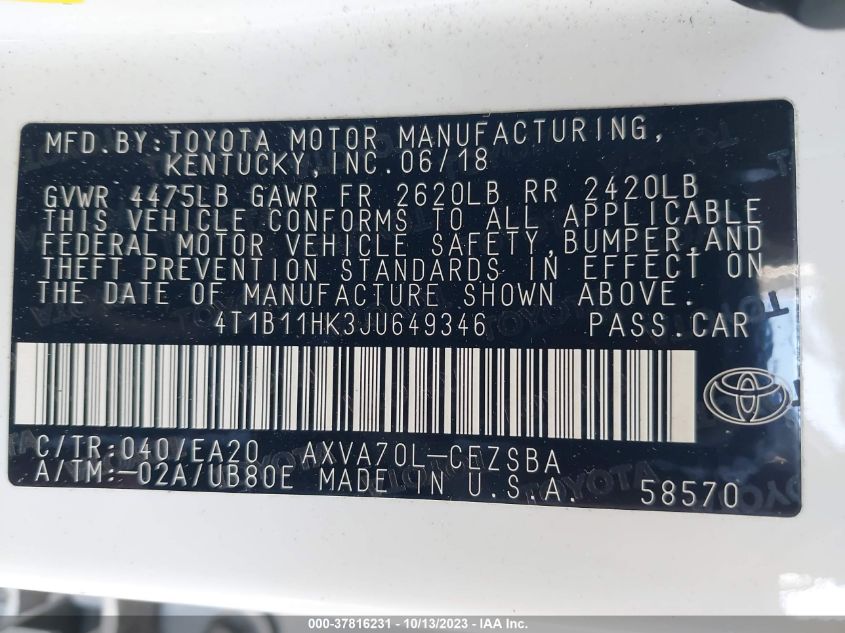 MFD.BY:TOYOTA MOTOR MANUFACTURING,
KENTUCKY,INC.06/18
GVWR 4475LB GAWR FR 2620LB RR 2420LB
THIS VEHICLE CONFORMS TO ALL APPLICABLE
FEDERAL MOTOR VEHICLE SAFETY,BUMPER,AND
THEFT PREVENTION STANDARDS IN EFFECT ON
THE DATE OF MANUFACTURE SHOWN ABOVE.
4T1B11HK3JU649346 PASS.CAR
C/TR:040/EA20 AXVA70L-CEZSBA
A/TM:-02A/UB80E MADE IN U.S.A. 58570
000-37816231 - 10/13/2023 - IAA